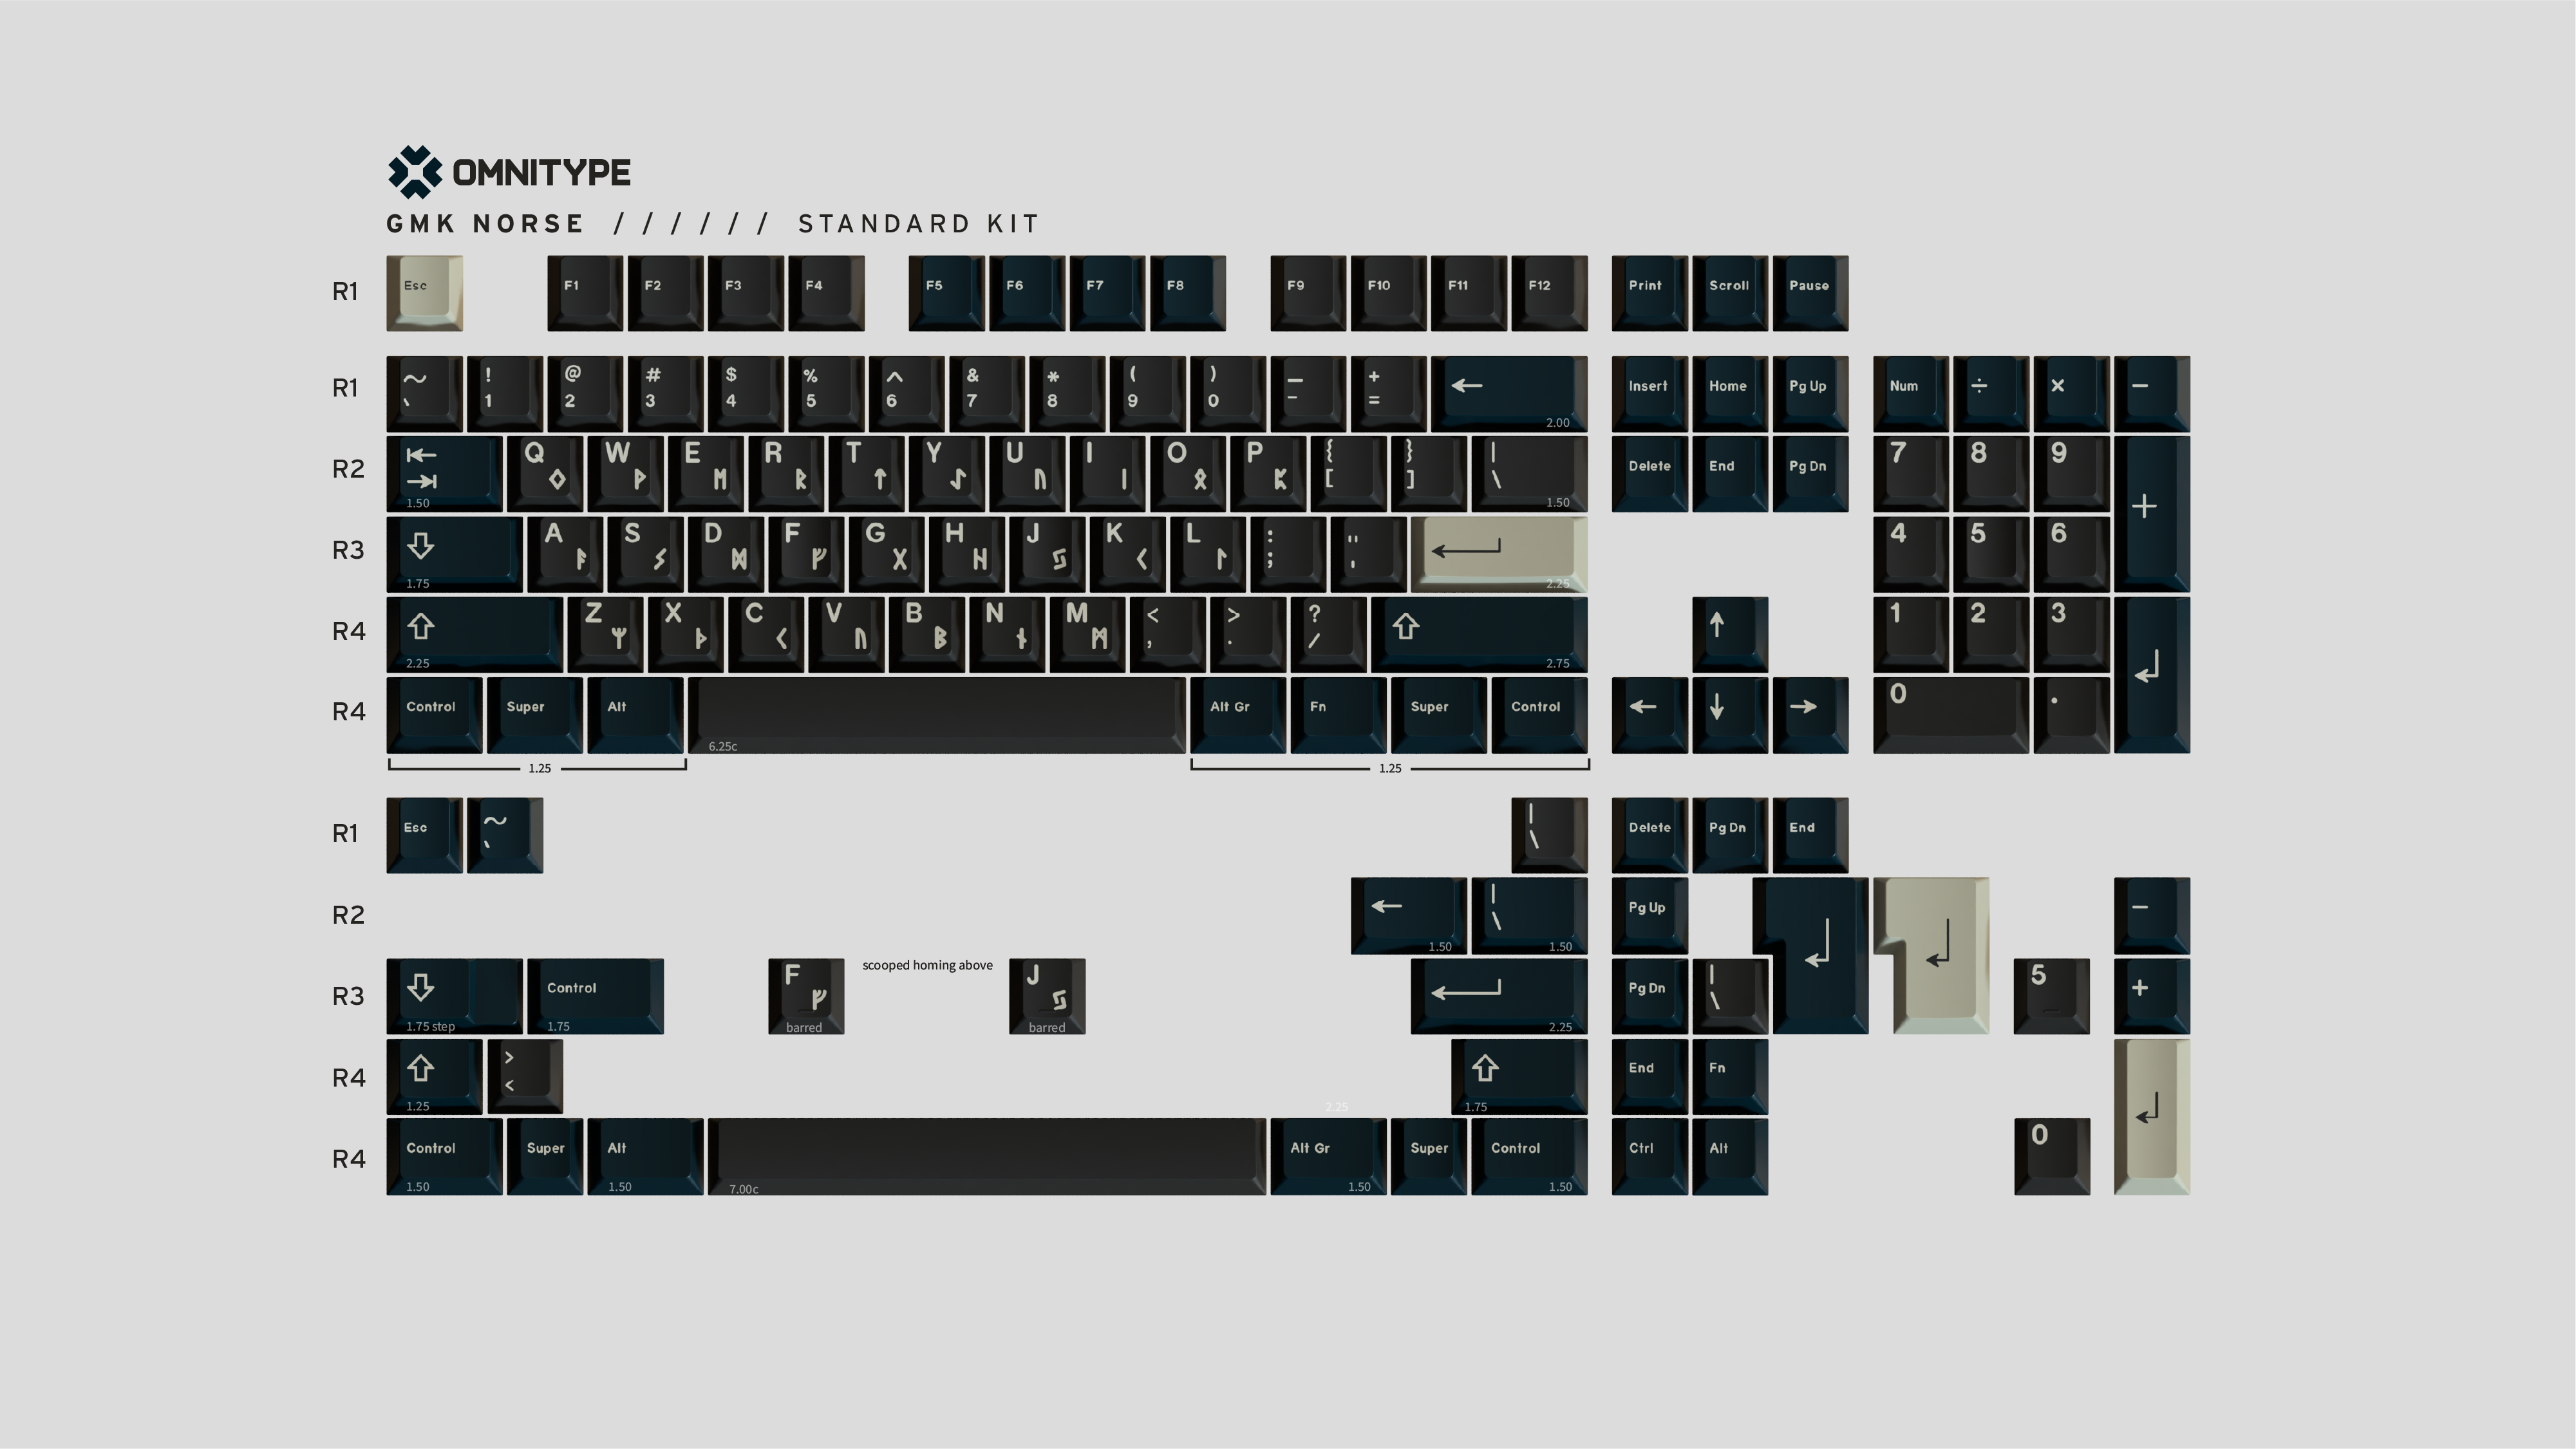 OMNITYPE
GMK NORSE ////// STANDARD KIT
R1 Esc F1 F2 F3 F4 F5 F6 F7 F8 F9 F10 F11 F12 Print Scroll Pause
R1 ~ ` ! 1 @ 2 # 3 $ 4 % 5 ^ 6 & 7 * 8 ( 9 ) 0 _ - + = ← 2.00 Insert Home Pg Up Num ÷ × −
R2 1.50 Q ᛜ W ᚹ E ᛖ R ᚱ T ᛏ Y ᛇ U ᚢ I ᛁ O ᛟ P ᛕ { [ } ] | \ 1.50 Delete End Pg Dn 7 8 9 +
R3 1.75 A ᚨ S ᛊ D ᛞ F ᚠ G ᚷ H ᚺ J ᛃ K ᚲ L ᛚ : ; " ' 2.25 4 5 6
R4 2.25 Z ᛉ X ᚦ C ᚲ V ᚢ B ᛒ N ᚾ M ᛗ < , > . ? / 2.75 ↑ 1 2 3
R4 Control Super Alt 6.25c Alt Gr Fn Super Control ← ↓ → 0 .
1.25 1.25
R1 Esc ~ ` | \ Delete Pg Dn End
R2 ← 1.50 | \ 1.50 Pg Up −
R3 1.75 step Control 1.75 F ᚠ barred scooped homing above J ᛃ barred 2.25 Pg Dn | \ 5 +
R4 1.25 > < 2.25 1.75 End Fn
R4 Control 1.50 Super Alt 1.50 7.00c Alt Gr 1.50 Super Control 1.50 Ctrl Alt 0